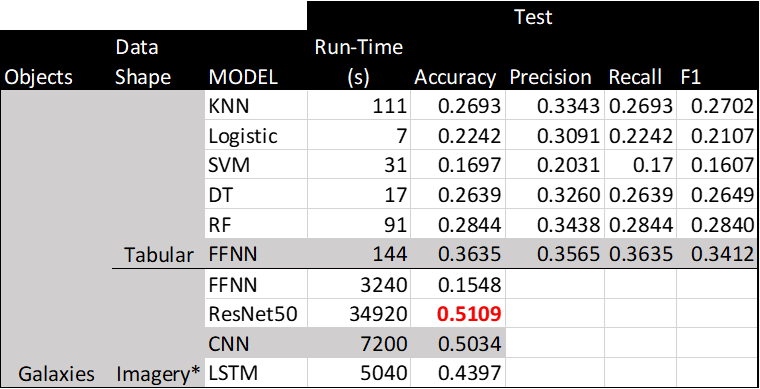 Test
Data Run-Time
Objects Shape MODEL (s) Accuracy Precision Recall F1
KNN 111 0.2693 0.3343 0.2693 0.2702
Logistic 7 0.2242 0.3091 0.2242 0.2107
SVM 31 0.1697 0.2031 0.17 0.1607
DT 17 0.2639 0.3260 0.2639 0.2649
RF 91 0.2844 0.3438 0.2844 0.2840
Tabular FFNN 144 0.3635 0.3565 0.3635 0.3412
FFNN 3240 0.1548
ResNet50 34920 0.5109
CNN 7200 0.5034
Galaxies Imagery* LSTM 5040 0.4397